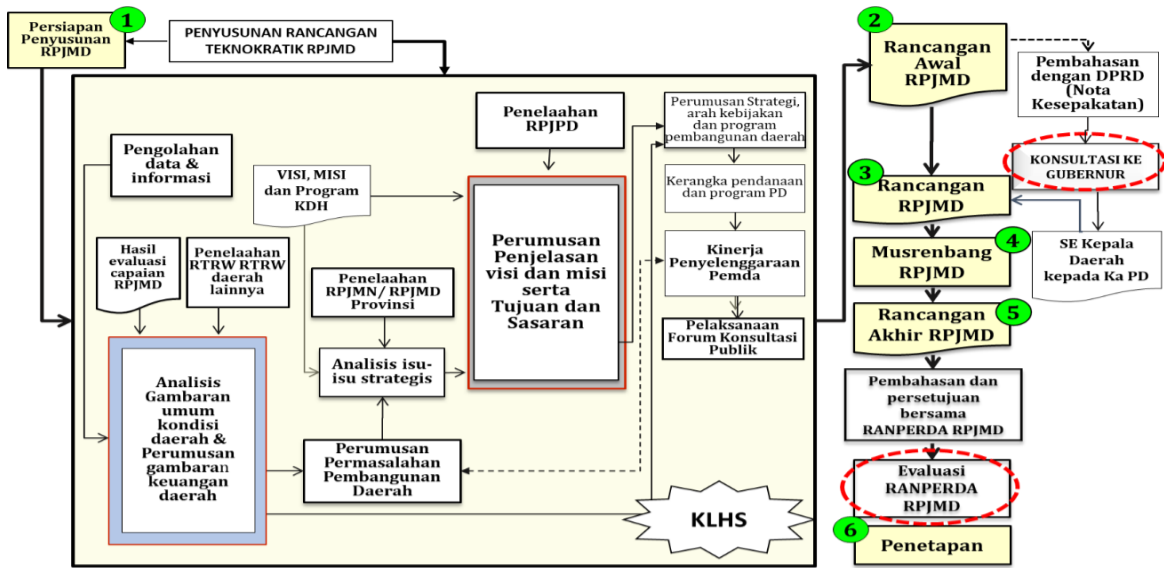 1
Persiapan
Penyusunan
RPJMD
PENYUSUNAN RANCANGAN
TEKNOKRATIK RPJMD
Pengolahan
data &
informasi
VISI, MISI
dan Program
KDH
Penelaahan
RPJPD
Perumusan Strategi,
arah kebijakan
dan program
pembangunan daerah
Kerangka pendanaan
dan program PD
Hasil
evaluasi
capaian
RPJMD
Penelaahan
RTRW RTRW
daerah
lainnya
Penelaahan
RPJMN/ RPJMD
Provinsi
Perumusan
Penjelasan
visi dan misi
serta
Tujuan dan
Sasaran
Kinerja
Penyelenggaraan
Pemda
Pelaksanaan
Forum Konsultasi
Publik
Analisis isu-
isu strategis
Analisis
Gambaran
umum
kondisi
daerah &
Perumusan
gambaran
keuangan
daerah
Perumusan
Permasalahan
Pembangunan
Daerah
KLHS
2
Rancangan
Awal
RPJMD
Pembahasan
dengan DPRD
(Nota
Kesepakatan)
KONSULTASI KE
GUBERNUR
3
Rancangan
RPJMD
SE Kepala
Daerah
kepada Ka PD
4
Musrenbang
RPJMD
5
Rancangan
Akhir RPJMD
Pembahasan dan
persetujuan
bersama
RANPERDA RPJMD
Evaluasi
RANPERDA
RPJMD
6
Penetapan